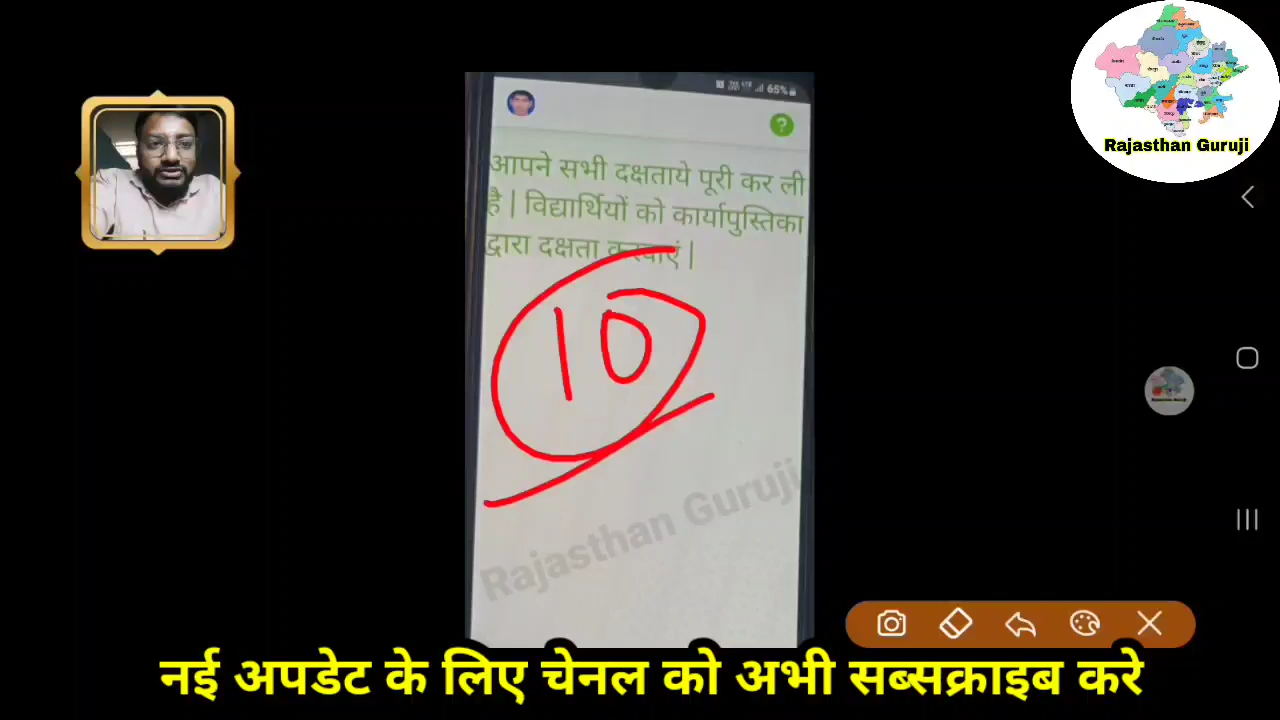 65%
Rajasthan Guruji
?
आपने सभी दक्षताये पूरी कर ली
है | विद्यार्थियों को कार्यापुस्तिका
द्वारा दक्षता करवाएं |
10
Rajasthan Guruji
नई अपडेट के लिए चेनल को अभी सब्सक्राइब करे